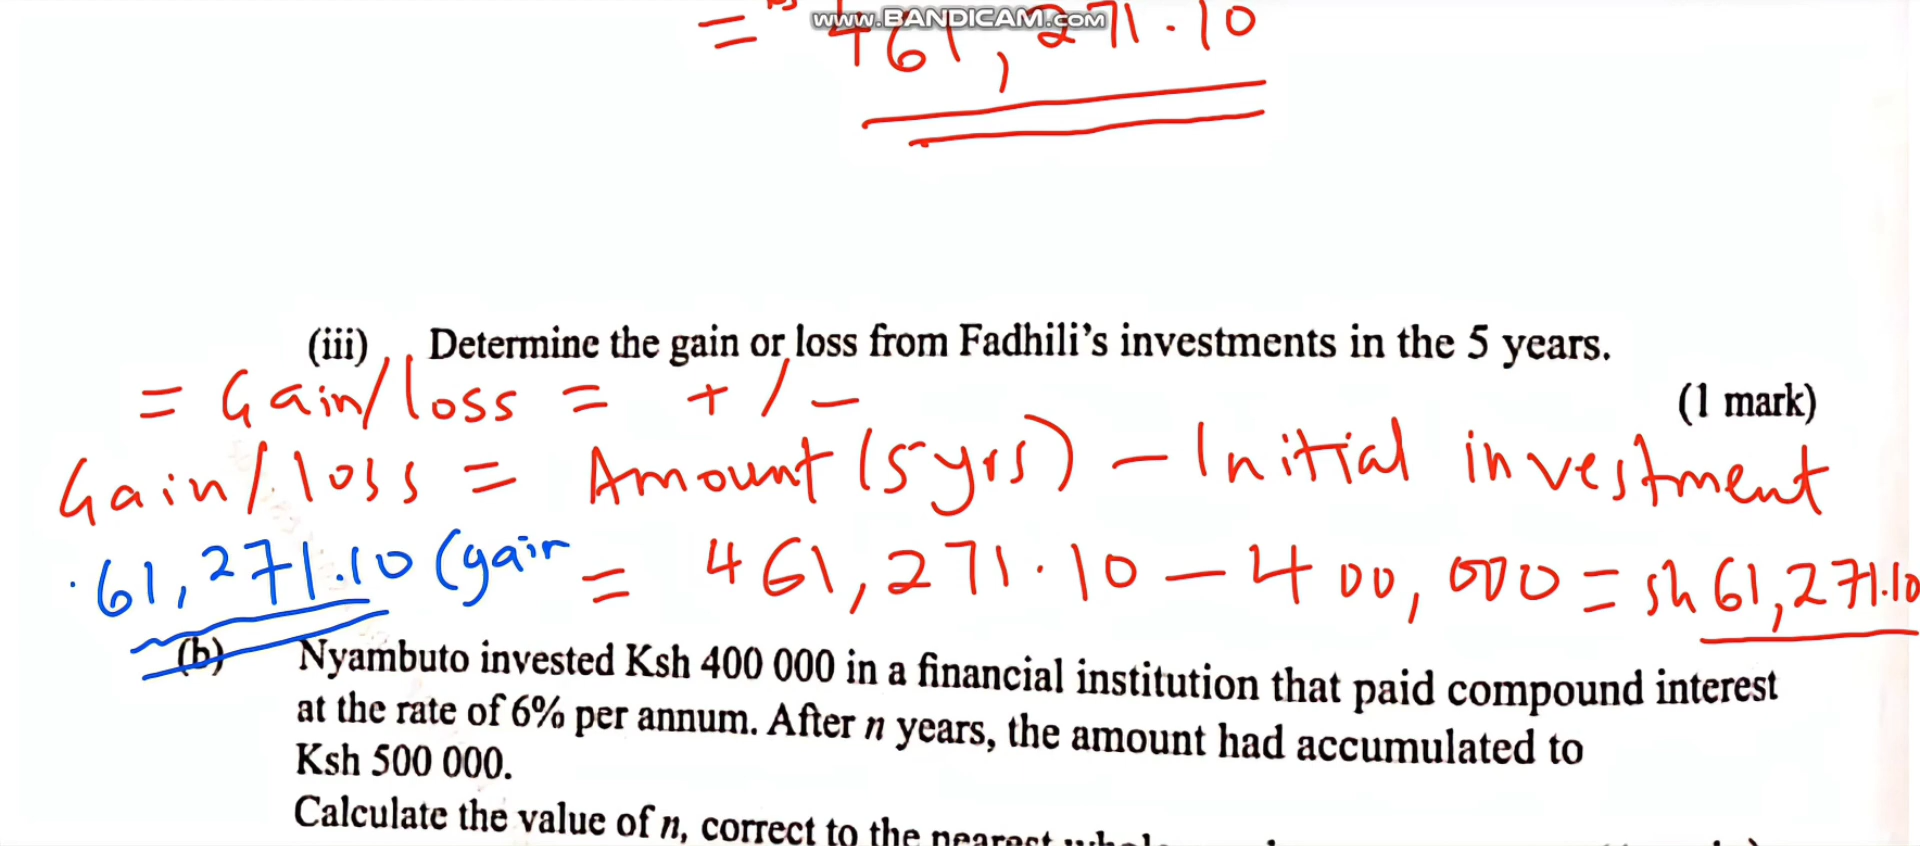 www.BANDICAM.com
= 461,271.10
(iii) Determine the gain or loss from Fadhili's investments in the 5 years.
(1 mark)
= Gain/loss = + / -
Gain/loss = Amount (5yrs) - Initial investment
61,271.10 (gain = 461,271.10 - 400,000 = sh 61,271.10
(b) Nyambuto invested Ksh 400 000 in a financial institution that paid compound interest
at the rate of 6% per annum. After n years, the amount had accumulated to
Ksh 500 000.
Calculate the value of n, correct to the nearest